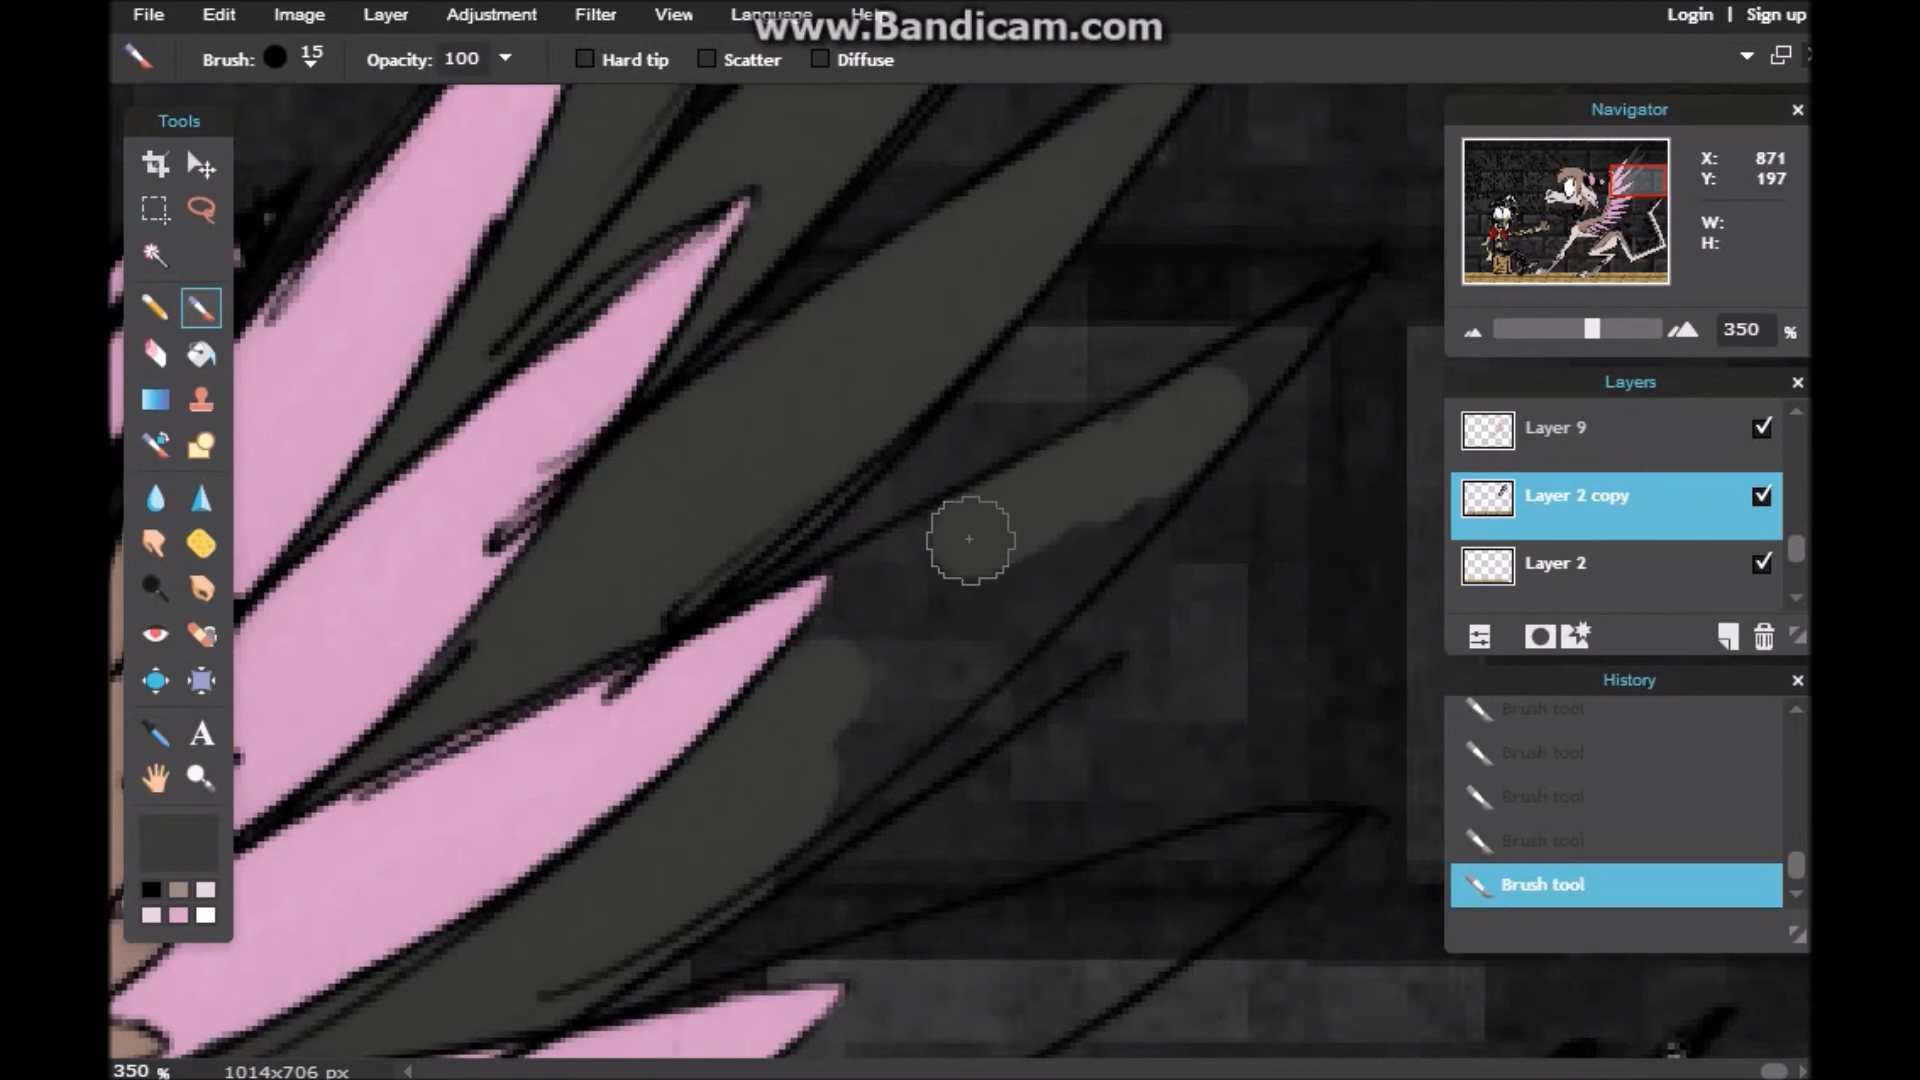 File Edit Image Layer Adjustment Filter View Language Help Login | Sign up
www.Bandicam.com
Brush: 15 Opacity: 100 Hard tip Scatter Diffuse
Tools
Navigator
X: 871
Y: 197
W:
H:
350 %
Layers
Layer 9
Layer 2 copy
Layer 2
History
Brush tool
Brush tool
Brush tool
Brush tool
Brush tool
A
350 % 1014x706 px